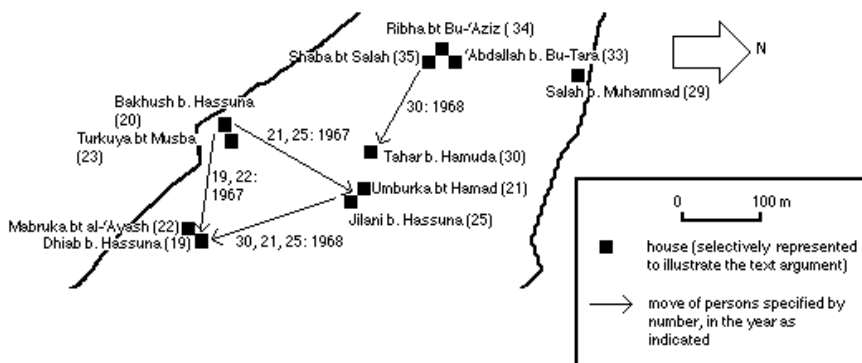 Ribha bt Bu-'Aziz ( 34)
Shaba bt Salah (35)
'Abdallah b. Bu-Tara (33)
N
Salah b. Muhammad (29)
Bakhush b. Hassuna
(20)
Turkuya bt Musba
(23)
21, 25: 1967
30: 1968
Tahar b. Hamuda (30)
19, 22:
1967
Umburka bt Hamad (21)
Jilani b. Hassuna (25)
Mabruka bt al-'Ayash (22)
Dhiab b. Hassuna (19)
30, 21, 25: 1968
0 100 m
house (selectively represented
to illustrate the text argument)
move of persons specified by
number, in the year as
indicated